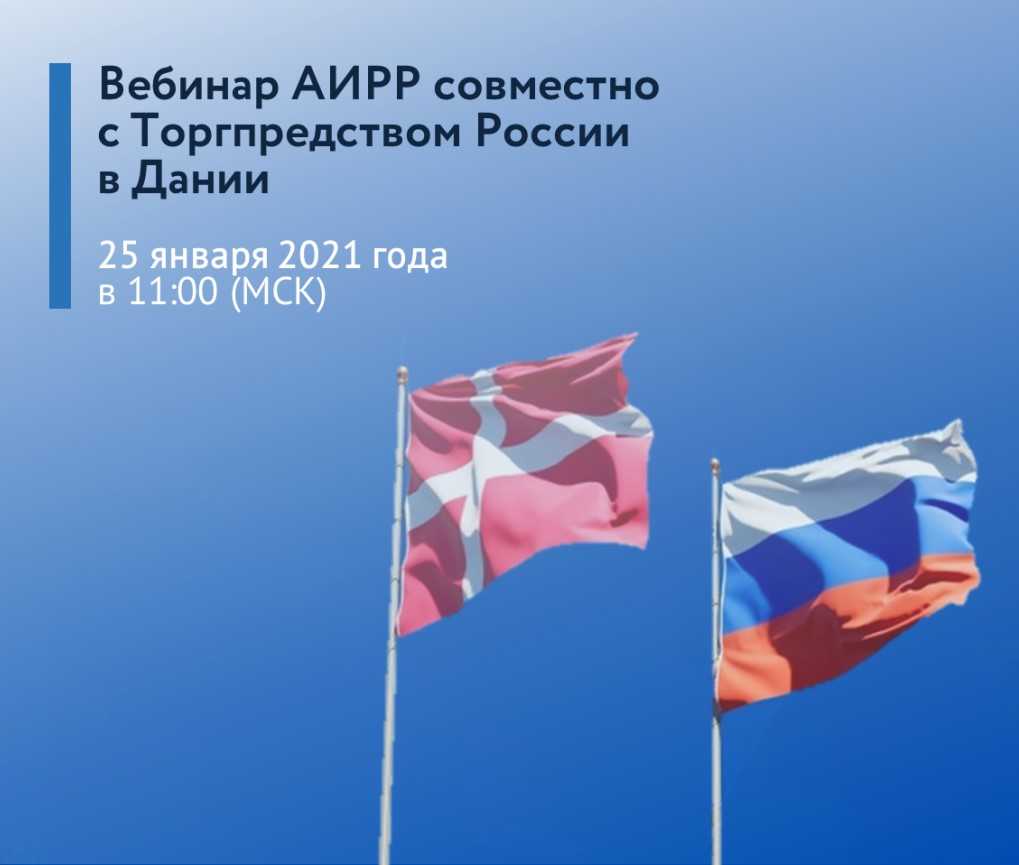 Вебинар АИРР совместно
с Торгпредством России
в Дании
25 января 2021 года
в 11:00 (МСК)